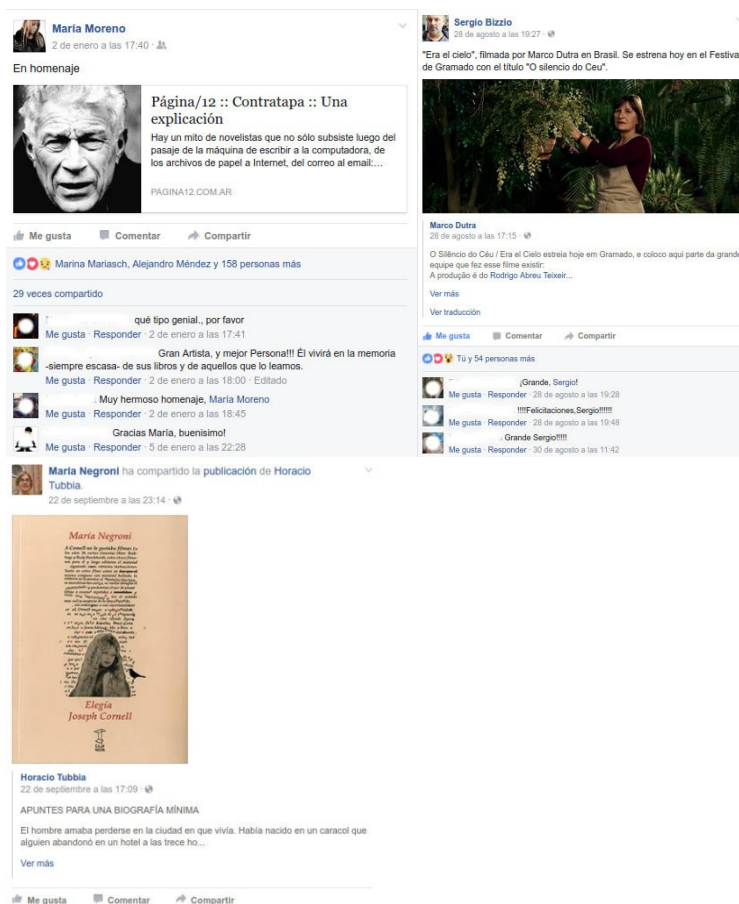 María Moreno
2 de enero a las 17:40 ·
En homenaje
Página/12 :: Contratapa :: Una
explicación
Hay un mito de novelistas que no sólo subsiste luego del
pasaje de la máquina de escribir a la computadora, de
los archivos de papel a Internet, del correo al email:...
PAGINA12.COM.AR
Me gusta Comentar Compartir
Marina Mariasch, Alejandro Méndez y 158 personas más
29 veces compartido
qué tipo genial., por favor
Me gusta · Responder · 2 de enero a las 17:41
Gran Artista, y mejor Persona!!! Él vivirá en la memoria
-siempre escasa- de sus libros y de aquellos que lo leamos.
Me gusta · Responder · 2 de enero a las 18:00 · Editado
. Muy hermoso homenaje, María Moreno
Me gusta · Responder · 2 de enero a las 18:45
Gracias María, buenisimo!
Me gusta · Responder · 5 de enero a las 22:28
Sergio Bizzio
28 de agosto a las 19:27 ·
"Era el cielo", filmada por Marco Dutra en Brasil. Se estrena hoy en el Festiva
de Gramado con el título "O silencio do Ceu".
Marco Dutra
28 de agosto a las 17:15 ·
O Silêncio do Céu / Era el Cielo estreia hoje em Gramado, e coloco aqui parte da grande
equipe que fez esse filme existir:
A produção é do Rodrigo Abreu Teixeir...
Ver más
Ver traducción
Me gusta Comentar Compartir
Tú y 54 personas más
¡Grande, Sergio!
Me gusta · Responder · 28 de agosto a las 19:28
!!!!Felicitaciones,Sergio!!!!!!
Me gusta · Responder · 28 de agosto a las 19:48
. Grande Sergio!!!!!
Me gusta · Responder · 30 de agosto a las 11:42
María Negroni ha compartido la publicación de Horacio
Tubbia.
22 de septiembre a las 23:14 ·
María Negroni
A Cornell no le gustaba filmar.
Elegía
Joseph Cornell
Horacio Tubbia
22 de septiembre a las 17:09 ·
APUNTES PARA UNA BIOGRAFÍA MÍNIMA
El hombre amaba perderse en la ciudad en que vivía. Había nacido en un caracol que
alguien abandonó en un hotel a las trece ho...
Ver más
Me gusta Comentar Compartir